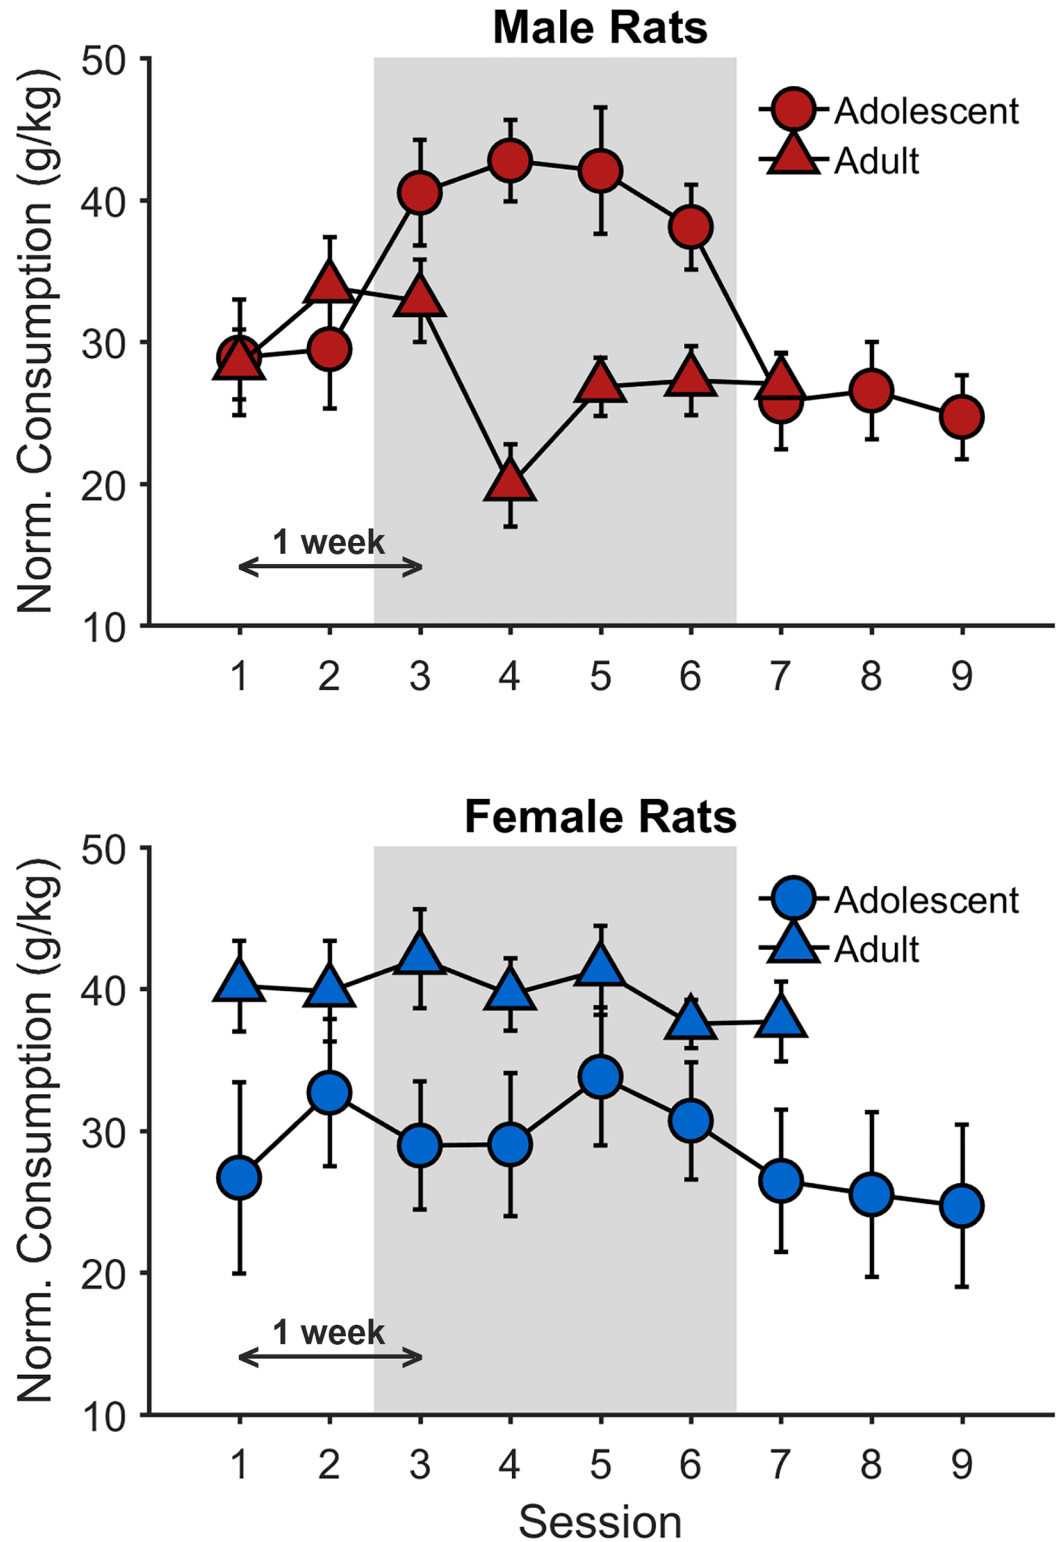 Male Rats
Norm. Consumption (g/kg)
50
40
30
20
10
Adolescent
Adult
1 week
1 2 3 4 5 6 7 8 9
Female Rats
Norm. Consumption (g/kg)
50
40
30
20
10
Adolescent
Adult
1 week
1 2 3 4 5 6 7 8 9
Session